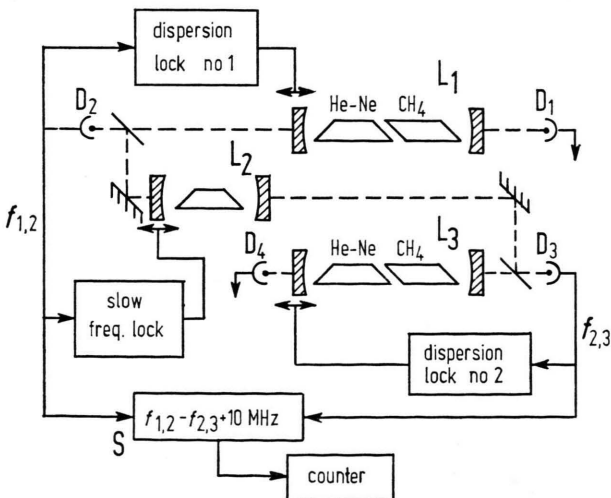 dispersion
lock no 1
L1
He-Ne
CH4
D1
D2
L2
f1,2
L3
D4
He-Ne
CH4
D3
slow
freq. lock
f2,3
dispersion
lock no 2
f1,2 - f2,3 + 10 MHz
S
counter